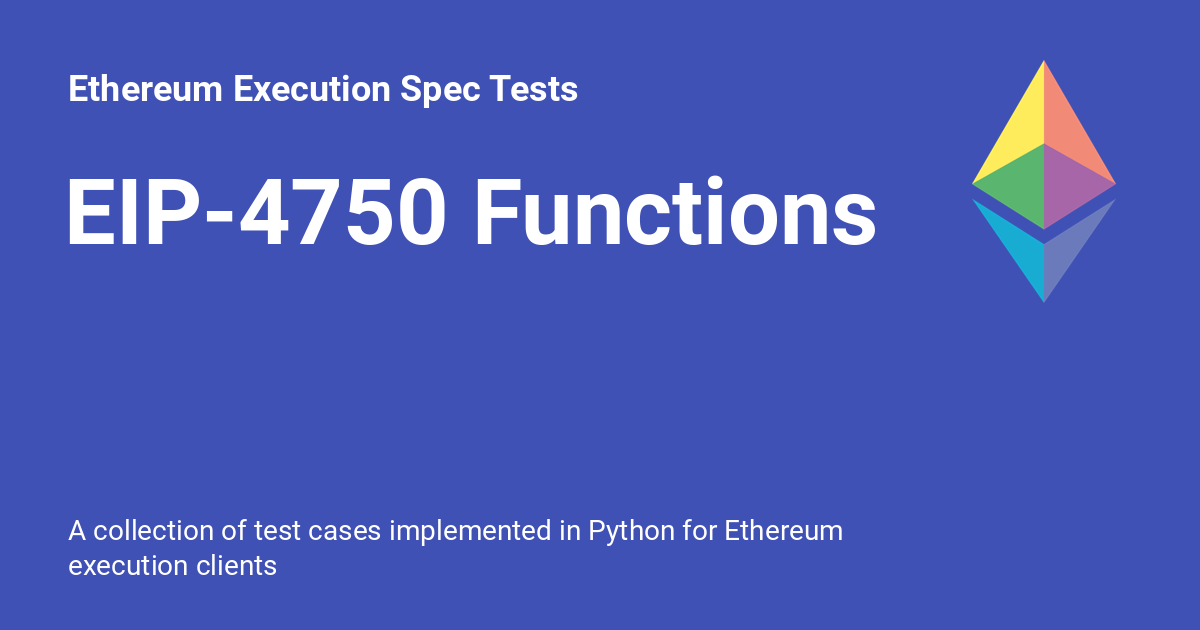 Ethereum Execution Spec Tests
EIP-4750 Functions
A collection of test cases implemented in Python for Ethereum
execution clients